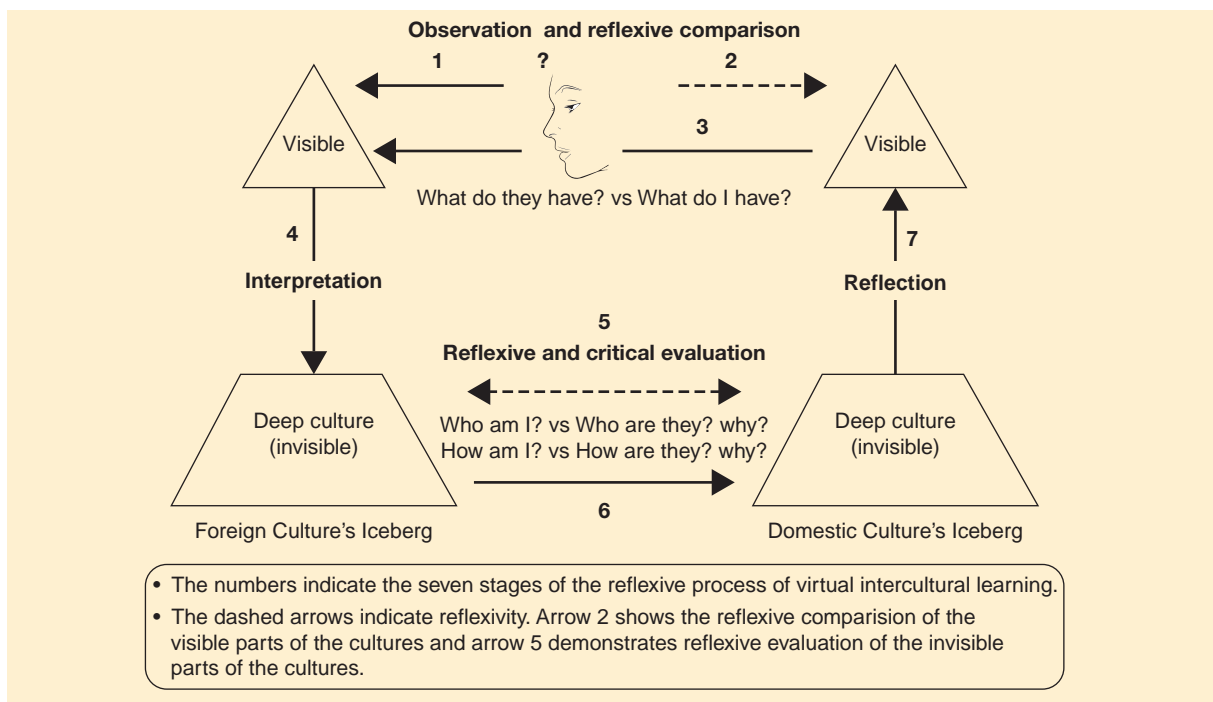 Observation and reflexive comparison
1 ? 2
3
Visible
Visible
What do they have? vs What do I have?
4
7
Interpretation
Reflection
5
Reflexive and critical evaluation
Who am I? vs Who are they? why?
How am I? vs How are they? why?
Deep culture
(invisible)
Deep culture
(invisible)
6
Foreign Culture's Iceberg
Domestic Culture's Iceberg
• The numbers indicate the seven stages of the reflexive process of virtual intercultural learning.
• The dashed arrows indicate reflexivity. Arrow 2 shows the reflexive comparision of the
visible parts of the cultures and arrow 5 demonstrates reflexive evaluation of the invisible
parts of the cultures.